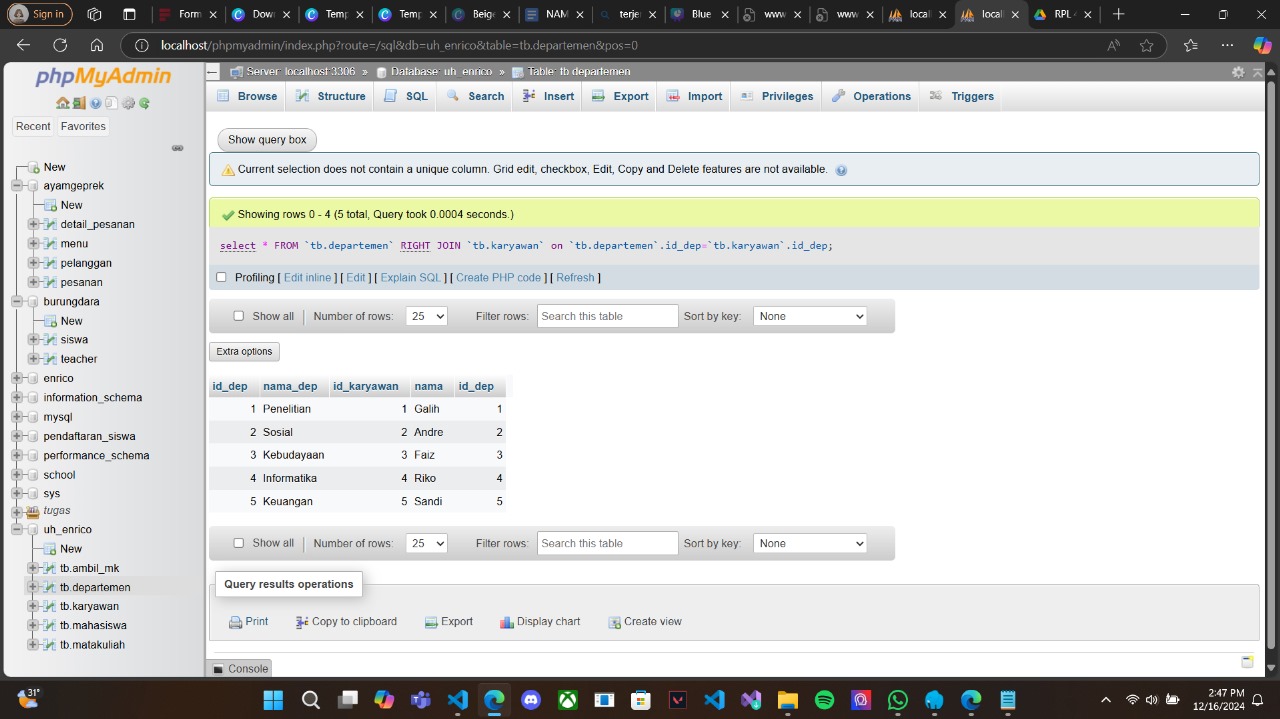 Sign in
Form
Dow
Temp
Temp
Beige
NAM
terje
Blue
www
www
local
local
RPL
localhost/phpmyadmin/index.php?route=/sql&db=uh_enrico&table=tb.departemen&pos=0
phpMyAdmin
Recent
Favorites
New
ayamgeprek
New
detail_pesanan
menu
pelanggan
pesanan
burungdara
New
siswa
teacher
enrico
information_schema
mysql
pendaftaran_siswa
performance_schema
school
sys
tugas
uh_enrico
New
tb.ambil_mk
tb.departemen
tb.karyawan
tb.mahasiswa
tb.matakuliah
Server: localhost:3306 » Database: uh_enrico » Table: tb.departemen
Browse Structure SQL Search Insert Export Import Privileges Operations Triggers
Show query box
Current selection does not contain a unique column. Grid edit, checkbox, Edit, Copy and Delete features are not available.
Showing rows 0 - 4 (5 total, Query took 0.0004 seconds.)
select * FROM `tb.departemen` RIGHT JOIN `tb.karyawan` on `tb.departemen`.id_dep=`tb.karyawan`.id_dep;
Profiling [ Edit inline ] [ Edit ] [ Explain SQL ] [ Create PHP code ] [ Refresh ]
Show all Number of rows: 25 Filter rows: Search this table Sort by key: None
Extra options
id_dep nama_dep id_karyawan nama id_dep
1 Penelitian 1 Galih 1
2 Sosial 2 Andre 2
3 Kebudayaan 3 Faiz 3
4 Informatika 4 Riko 4
5 Keuangan 5 Sandi 5
Show all Number of rows: 25 Filter rows: Search this table Sort by key: None
Query results operations
Print Copy to clipboard Export Display chart Create view
Console
31°
2:47 PM
12/16/2024